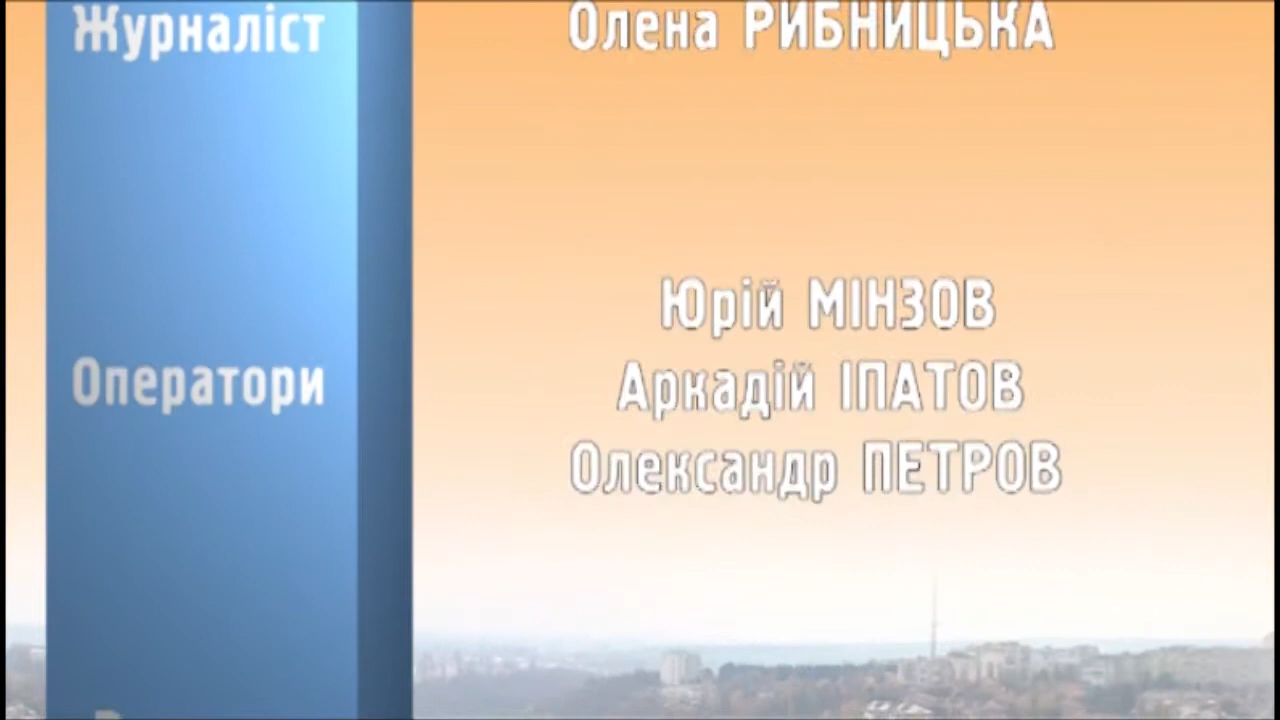 Журналіст Олена РИБНИЦЬКА
Юрій МІНЗОВ
Оператори Аркадій ІПАТОВ
Олександр ПЕТРОВ